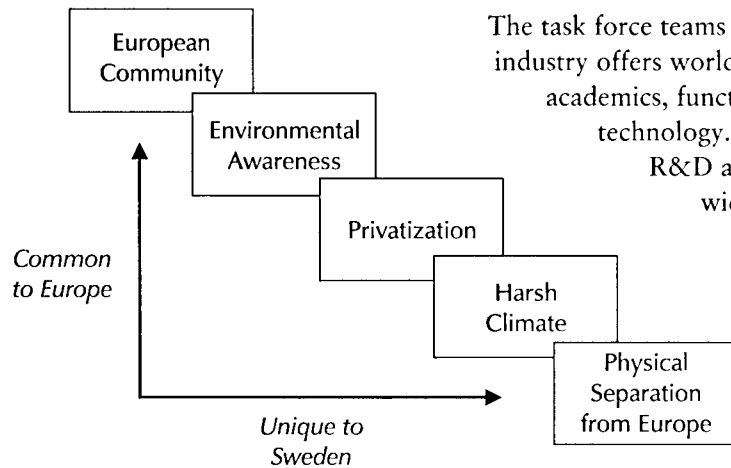 European
Community
Environmental
Awareness
Privatization
Harsh
Climate
Physical
Separation
from Europe
Common
to Europe
Unique to
Sweden
The task force teams
industry offers world
academics, funct
technology.
R&D a
wi